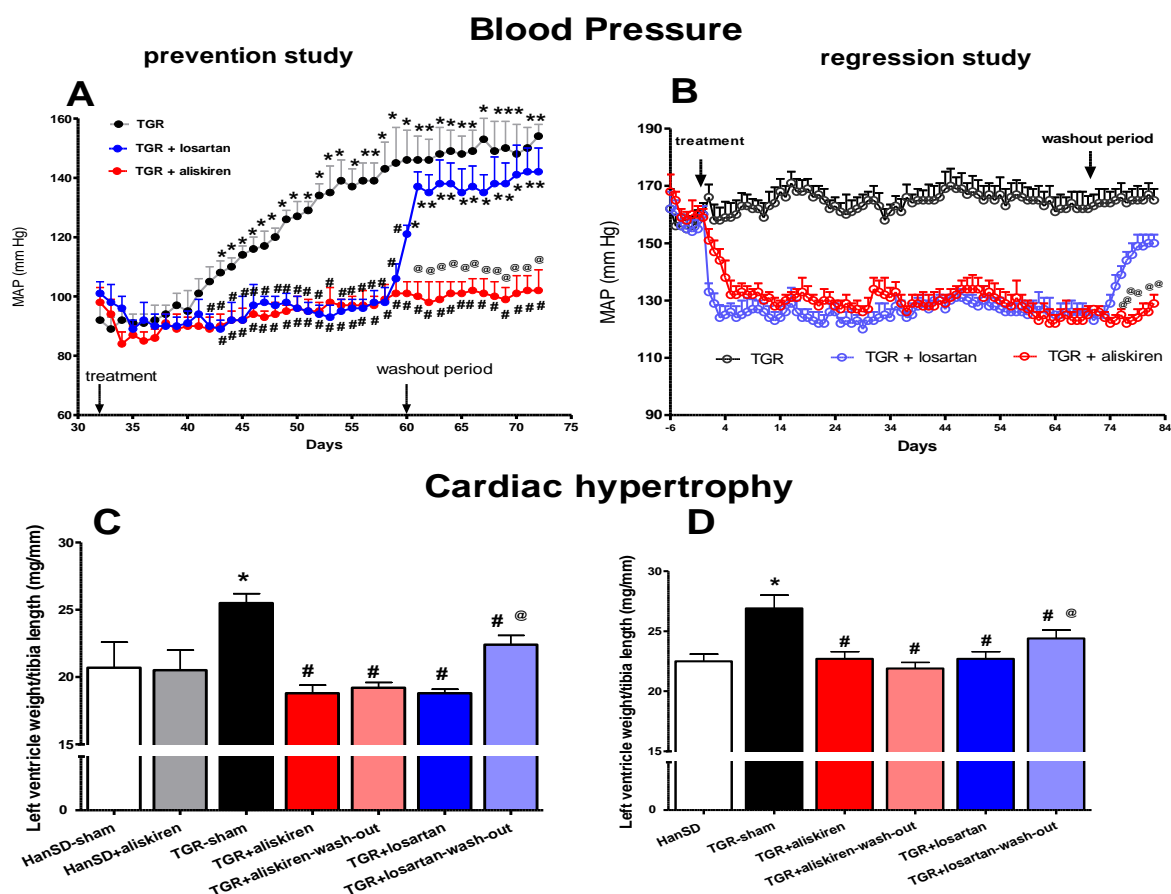 Blood Pressure
prevention study
regression study
A
TGR
TGR + losartan
TGR + aliskiren
MAP (mm Hg)
160
140
120
100
80
60
treatment
washout period
30 35 40 45 50 55 60 65 70 75
Days
B
treatment
washout period
MAP (mm Hg)
190
170
150
130
110
90
TGR
TGR + losartan
TGR + aliskiren
-6 4 14 24 34 44 54 64 74 84
Days
Cardiac hypertrophy
C
Left ventricle weight/tibia length (mg/mm)
30
25
20
15
0
*
#
#
#
# @
HanSD-sham
HanSD+aliskiren
TGR-sham
TGR+aliskiren
TGR+aliskiren-wash-out
TGR+losartan
TGR+losartan-wash-out
D
Left ventricle weight/tibia length (mg/mm)
30
25
20
15
0
*
#
#
#
# @
HanSD
TGR-sham
TGR+aliskiren
TGR+aliskiren-wash-out
TGR+losartan
TGR+losartan-wash-out